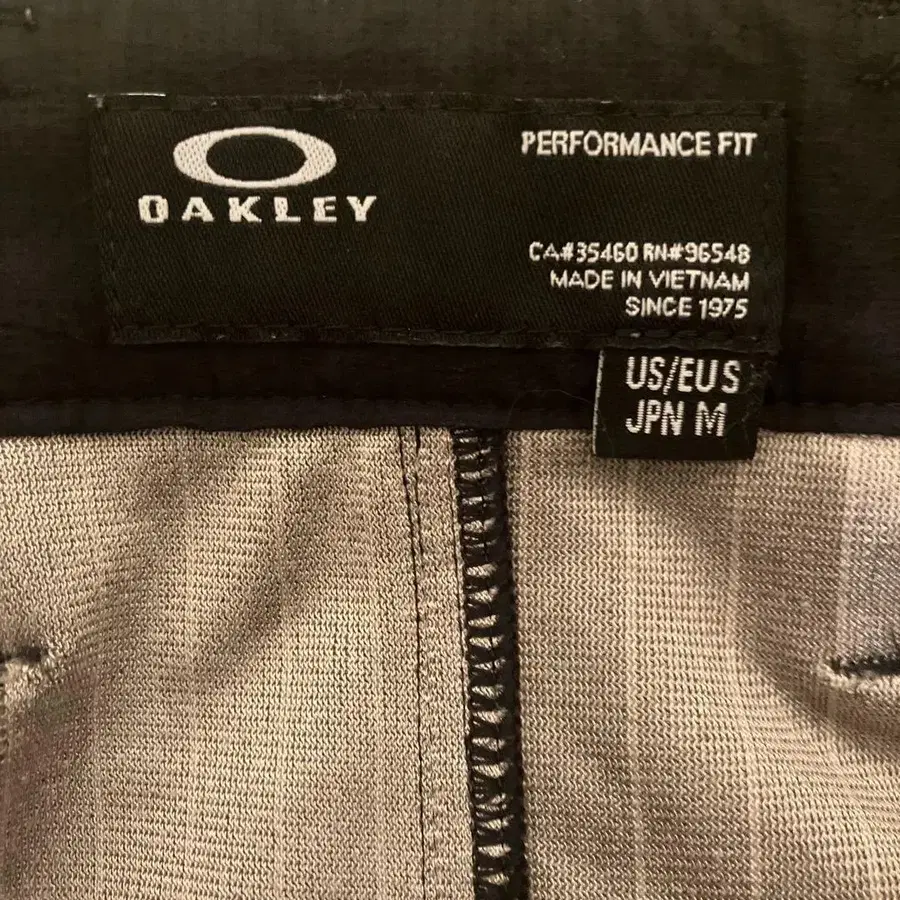 OAKLEY
PERFORMANCE FIT
CA#35460 RN#96548
MADE IN VIETNAM
SINCE 1975
US/EU S
JPN M